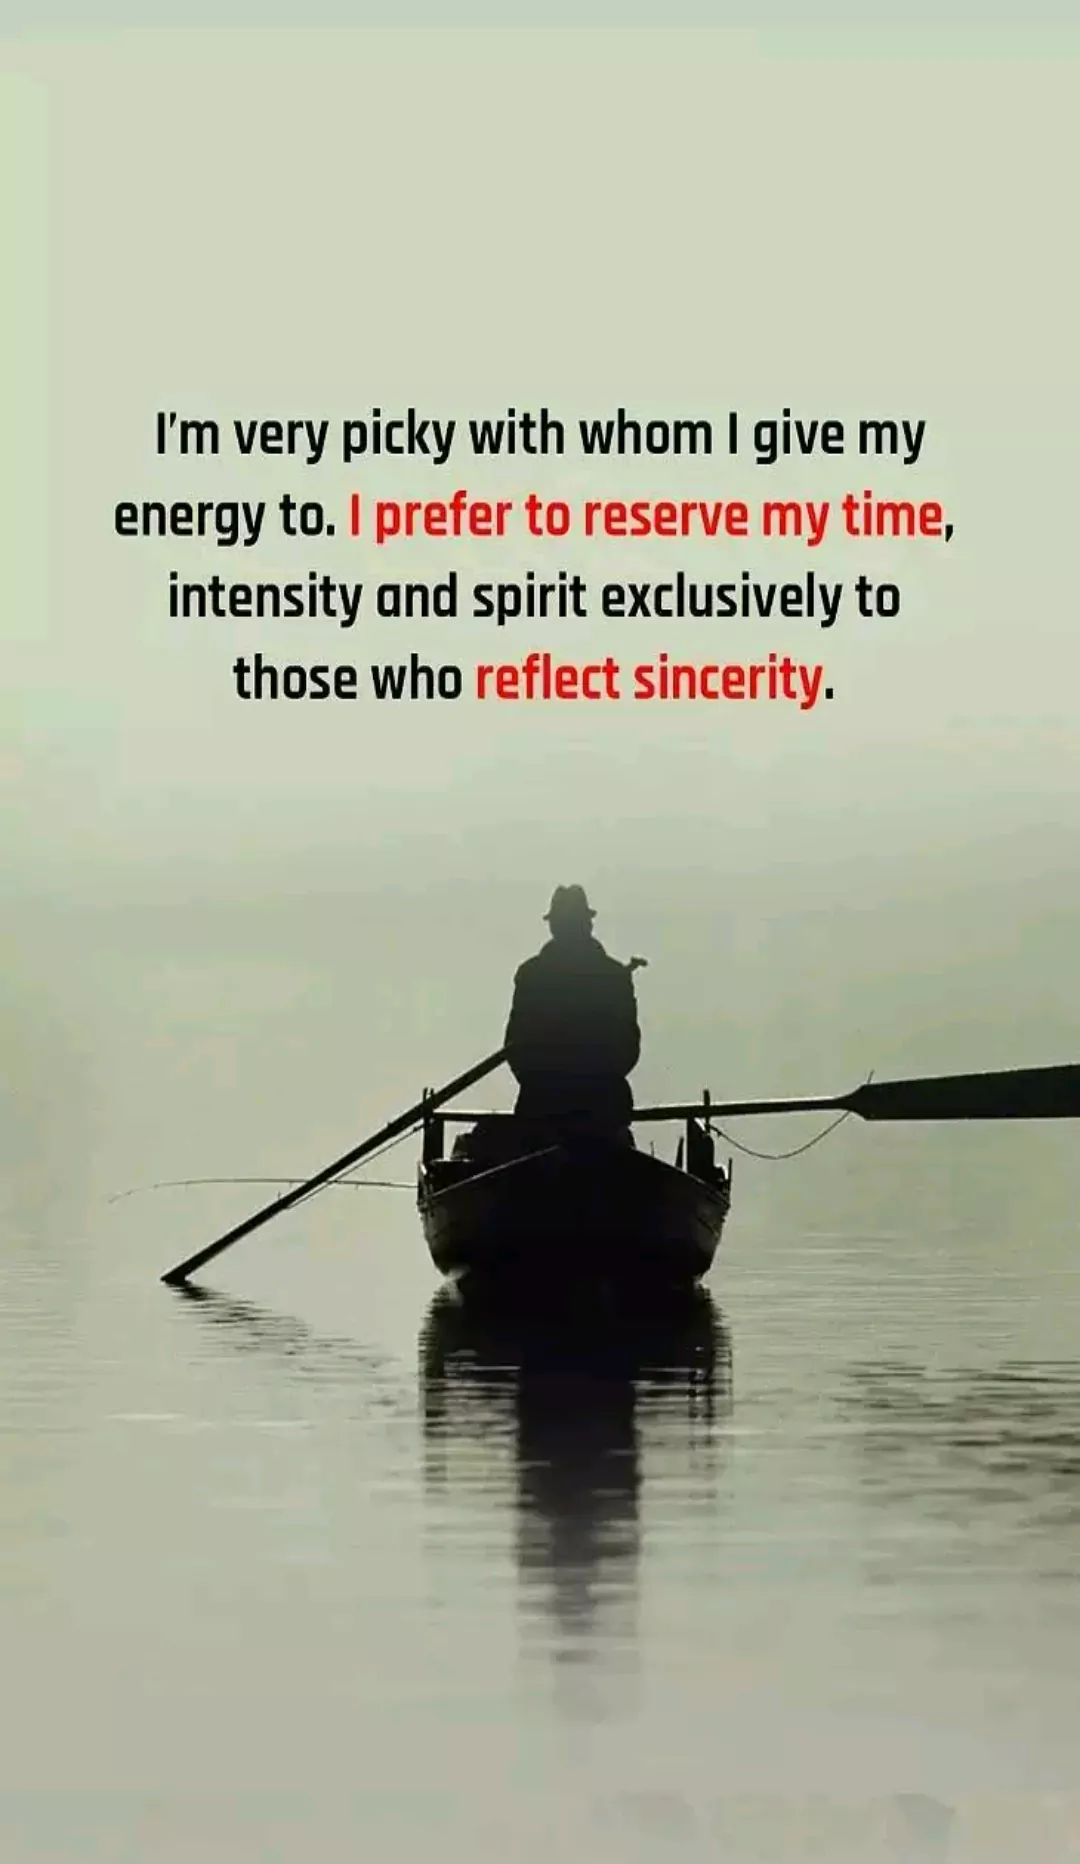 I'm very picky with whom I give my
energy to. I prefer to reserve my time,
intensity and spirit exclusively to
those who reflect sincerity.